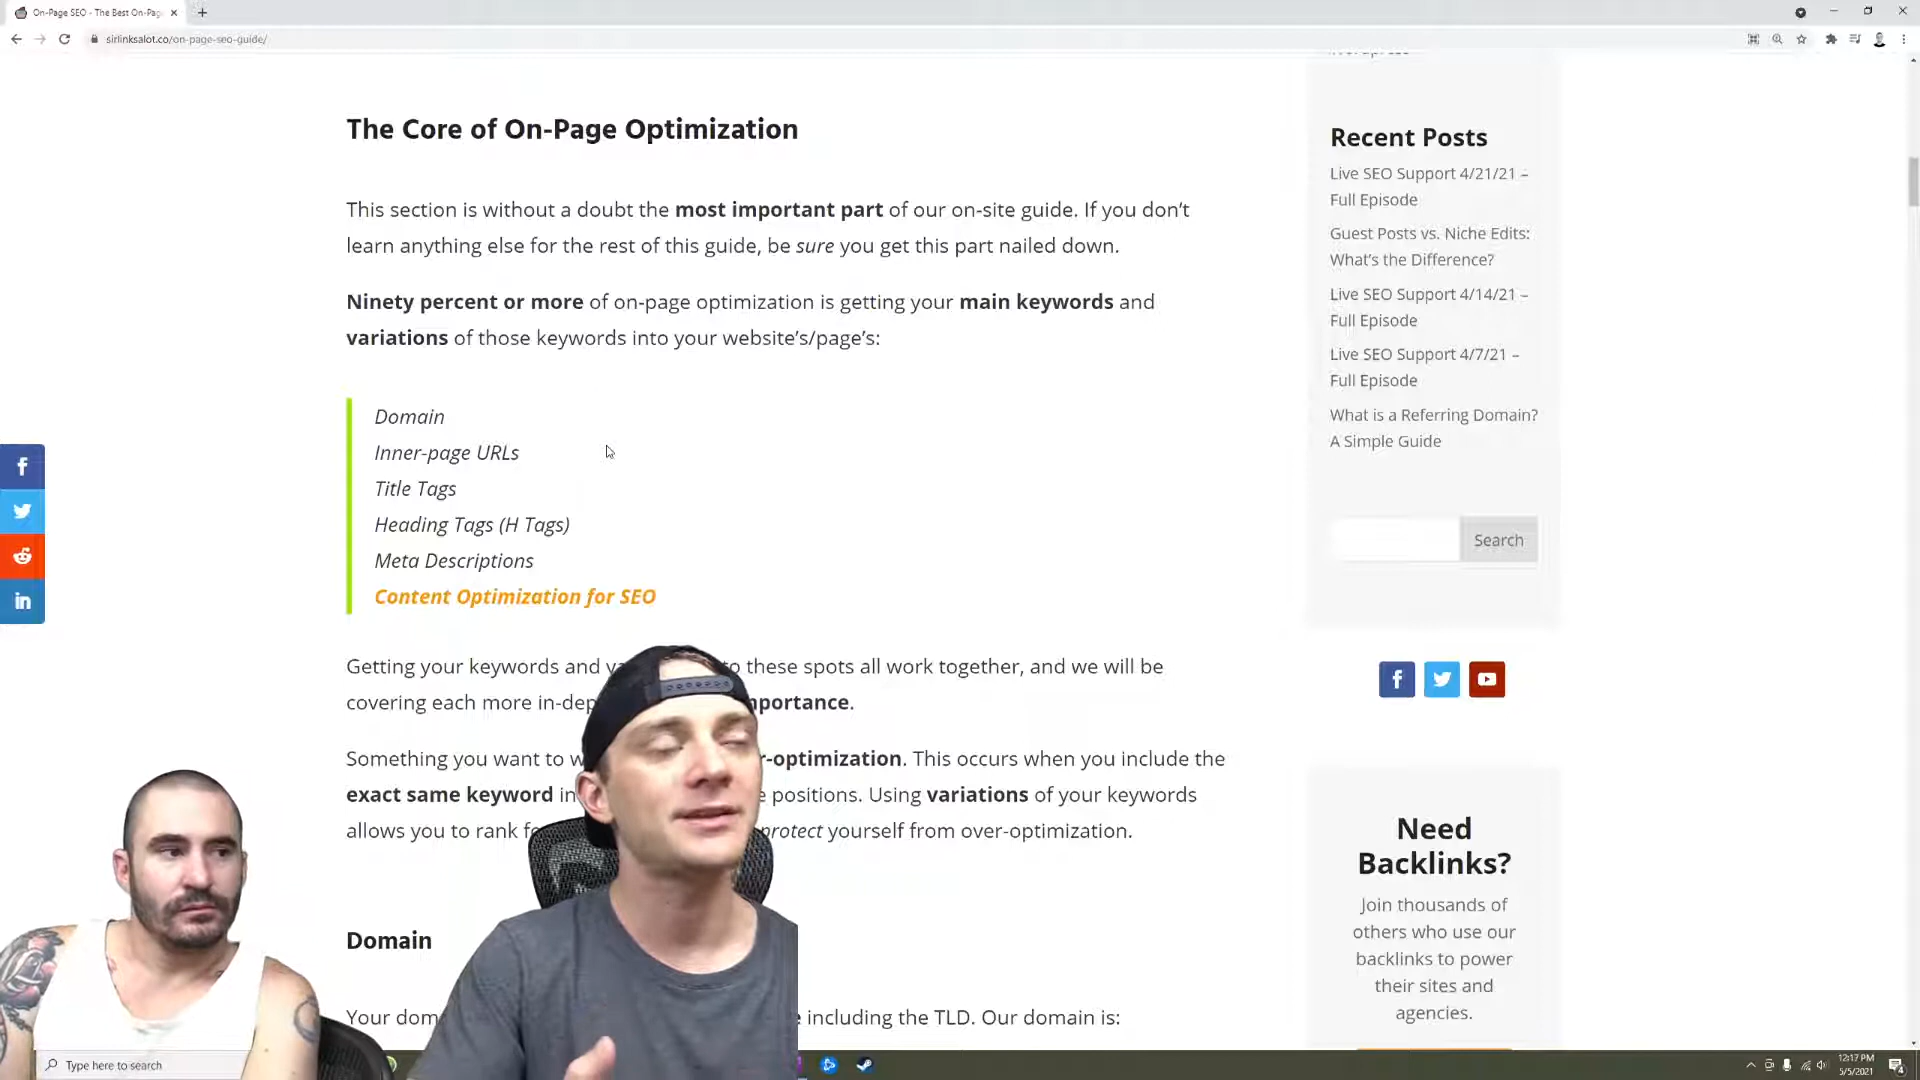 On-Page SEO - The Best On-Pag
sirlinksalot.co/on-page-seo-guide/
The Core of On-Page Optimization
This section is without a doubt the most important part of our on-site guide. If you don't
learn anything else for the rest of this guide, be sure you get this part nailed down.
Ninety percent or more of on-page optimization is getting your main keywords and
variations of those keywords into your website's/page's:
Domain
Inner-page URLs
Title Tags
Heading Tags (H Tags)
Meta Descriptions
Content Optimization for SEO
Getting your keywords and these spots all work together, and we will be
covering each more in-dep
Something you want to -optimization. This occurs when you include the
exact same keyword in positions. Using variations of your keywords
allows you to rank protect yourself from over-optimization.
Domain
Your dom including the TLD. Our domain is:
Recent Posts
Live SEO Support 4/21/21 –
Full Episode
Guest Posts vs. Niche Edits:
What's the Difference?
Live SEO Support 4/14/21 –
Full Episode
Live SEO Support 4/7/21 –
Full Episode
What is a Referring Domain?
A Simple Guide
Search
Need
Backlinks?
Join thousands of
others who use our
backlinks to power
their sites and
agencies.
Type here to search
12:17 PM
5/5/2021